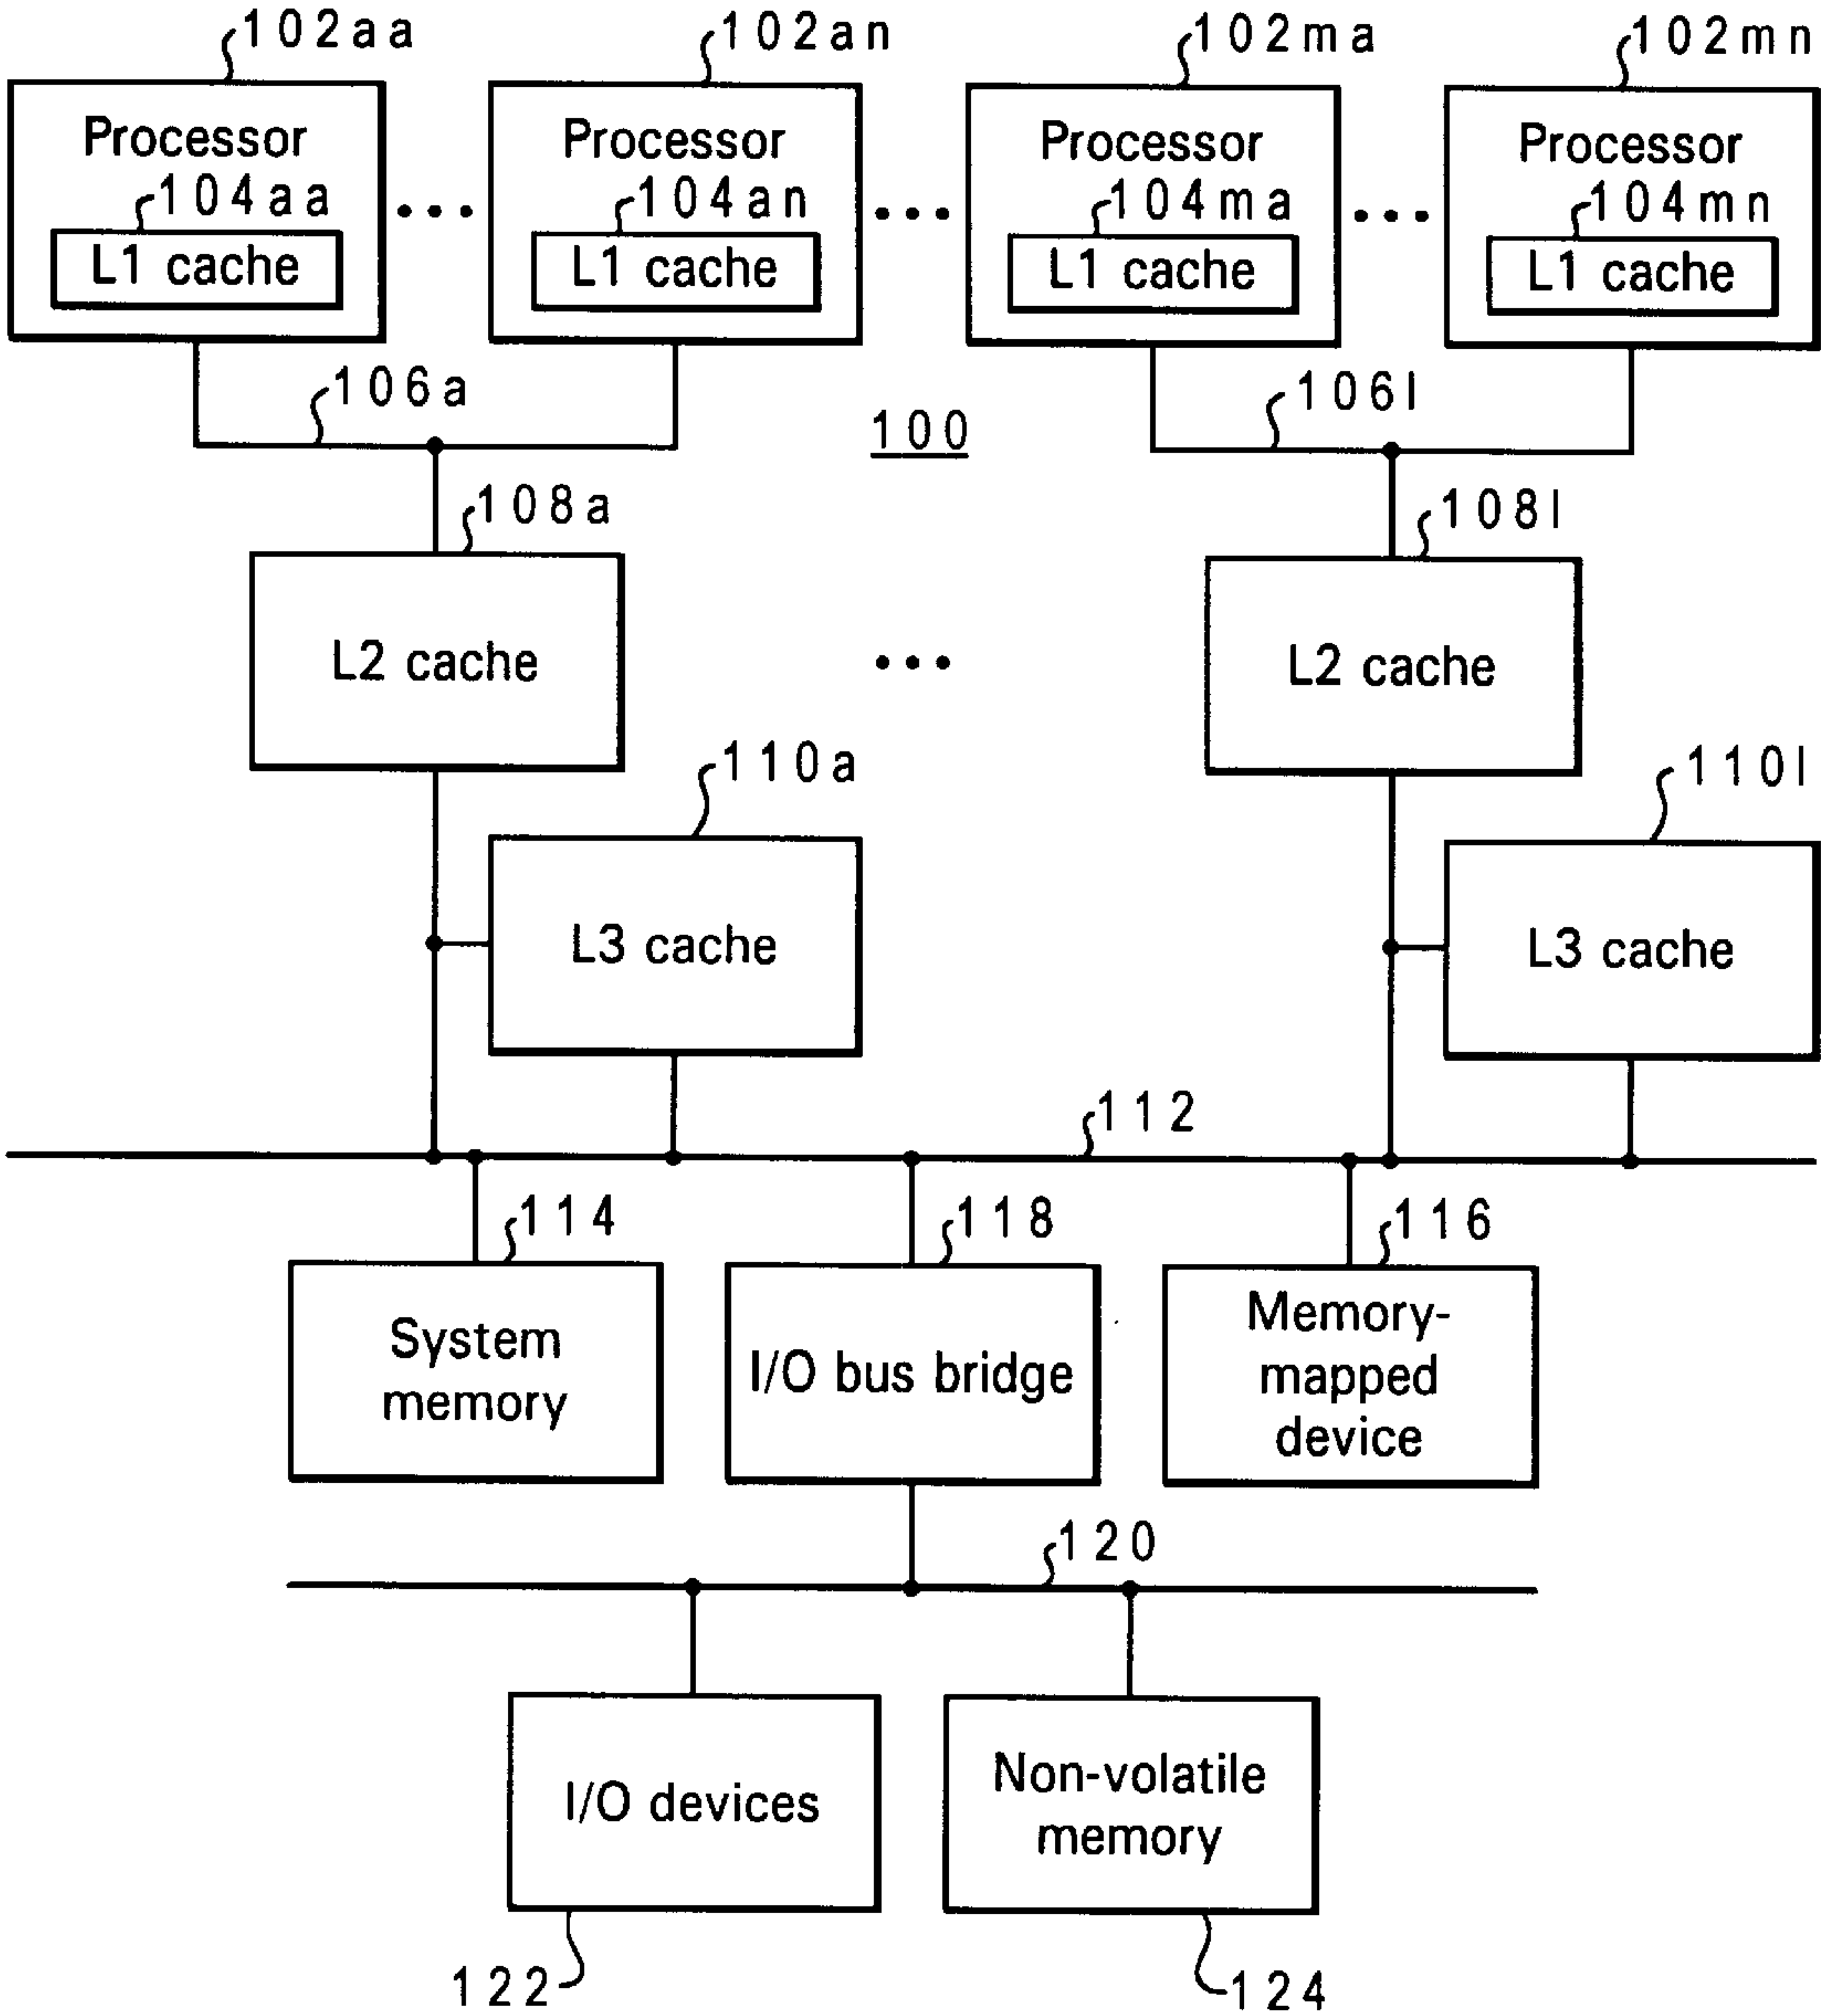 102aa
102an
102ma
102mn
Processor
104aa
L1 cache
Processor
104an
L1 cache
Processor
104ma
L1 cache
Processor
104mn
L1 cache
106a
100
106l
108a
108l
L2 cache
L2 cache
110a
110l
L3 cache
L3 cache
112
114
118
116
System
memory
I/O bus bridge
Memory-
mapped
device
120
I/O devices
Non-volatile
memory
122
124